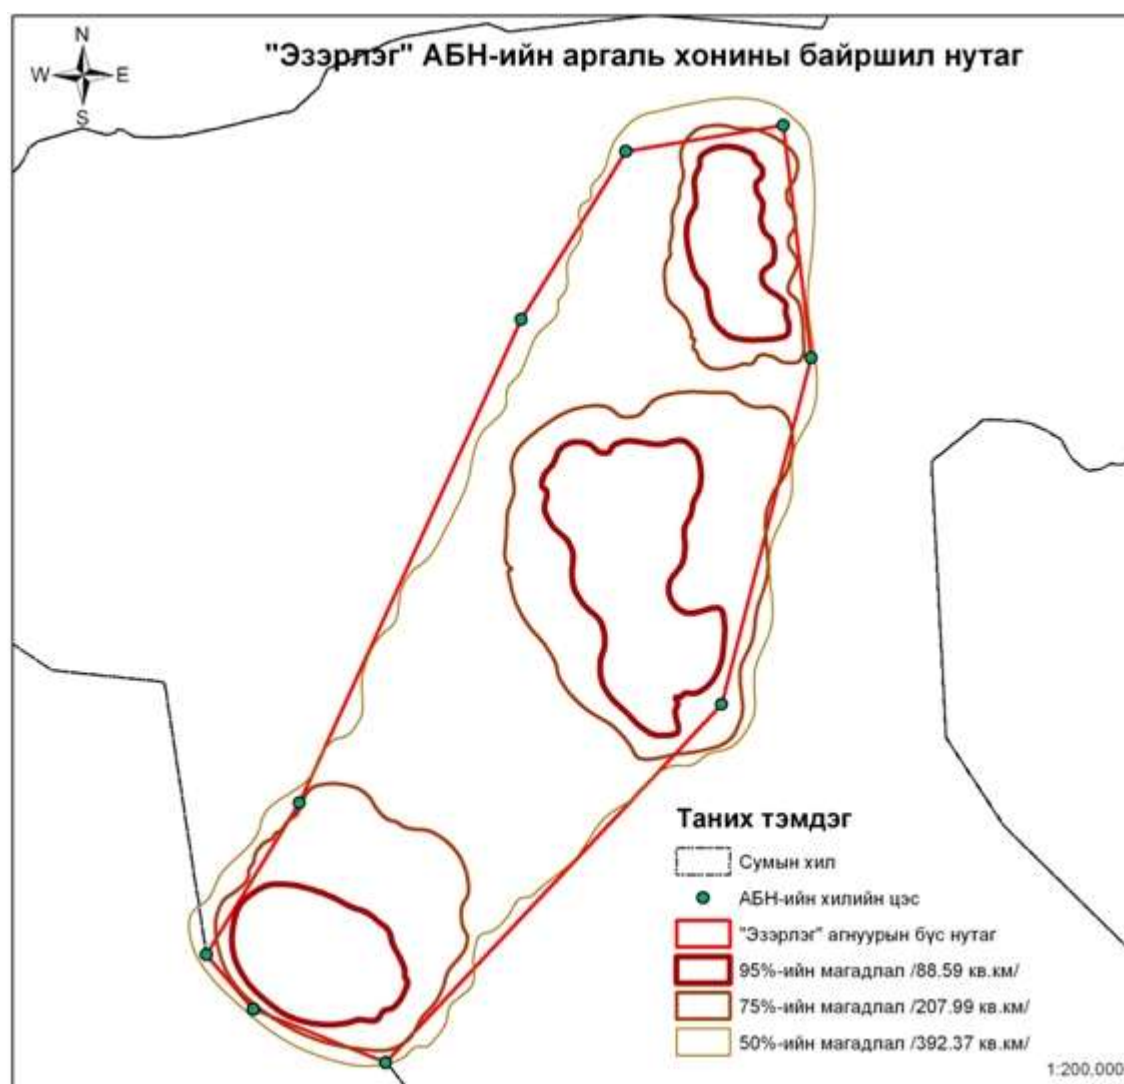 N
"Эзэрлэг" АБН-ийн аргаль хонины байршил нутаг
W E
S
Таних тэмдэг
Сумын хил
АБН-ийн хилийн цэс
"Эзэрлэг" агнуурын бүс нутаг
95%-ийн магадлал /88.59 кв.км/
75%-ийн магадлал /207.99 кв.км/
50%-ийн магадлал /392.37 кв.км/
1:200,000